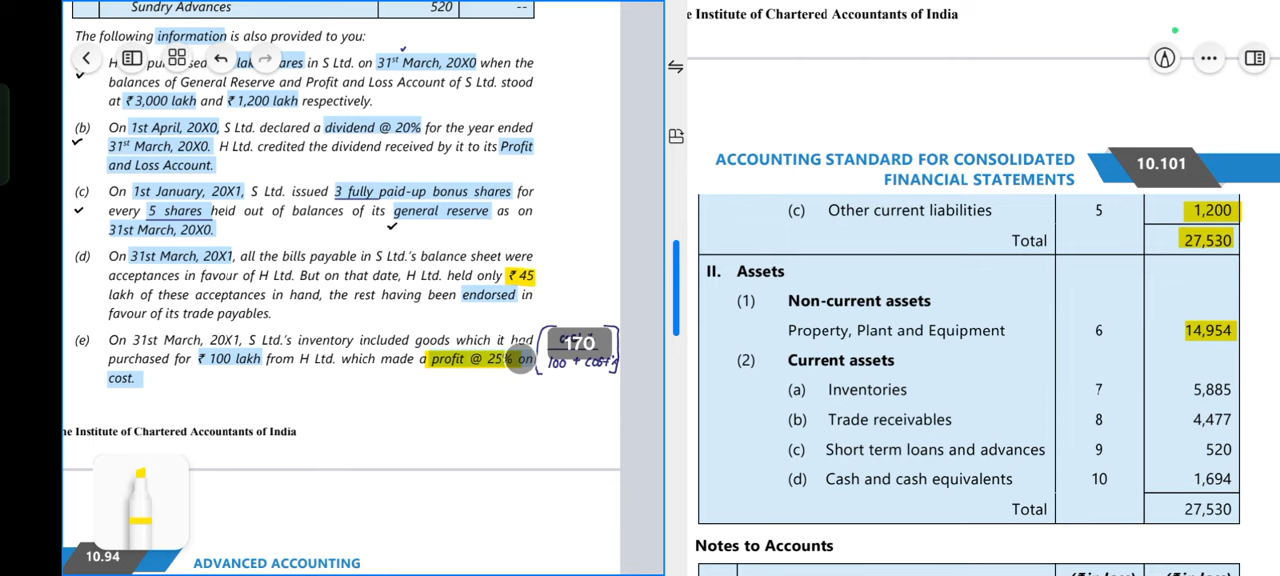 Sundry Advances 520 --
The following information is also provided to you:
H pu sed lak ares in S Ltd. on 31st March, 20X0 when the
balances of General Reserve and Profit and Loss Account of S Ltd. stood
at ₹ 3,000 lakh and ₹ 1,200 lakh respectively.
(b) On 1st April, 20X0, S Ltd. declared a dividend @ 20% for the year ended
31st March, 20X0. H Ltd. credited the dividend received by it to its Profit
and Loss Account.
(c) On 1st January, 20X1, S Ltd. issued 3 fully paid-up bonus shares for
every 5 shares held out of balances of its general reserve as on
31st March, 20X0.
(d) On 31st March, 20X1, all the bills payable in S Ltd.'s balance sheet were
acceptances in favour of H Ltd. But on that date, H Ltd. held only ₹ 45
lakh of these acceptances in hand, the rest having been endorsed in
favour of its trade payables.
(e) On 31st March, 20X1, S Ltd.'s inventory included goods which it had
purchased for ₹ 100 lakh from H Ltd. which made a profit @ 25% on
cost.
170
100 + cost%
he Institute of Chartered Accountants of India
10.94 ADVANCED ACCOUNTING
e Institute of Chartered Accountants of India
ACCOUNTING STANDARD FOR CONSOLIDATED
FINANCIAL STATEMENTS
10.101
(c) Other current liabilities 5 1,200
Total 27,530
II. Assets
(1) Non-current assets
Property, Plant and Equipment 6 14,954
(2) Current assets
(a) Inventories 7 5,885
(b) Trade receivables 8 4,477
(c) Short term loans and advances 9 520
(d) Cash and cash equivalents 10 1,694
Total 27,530
Notes to Accounts